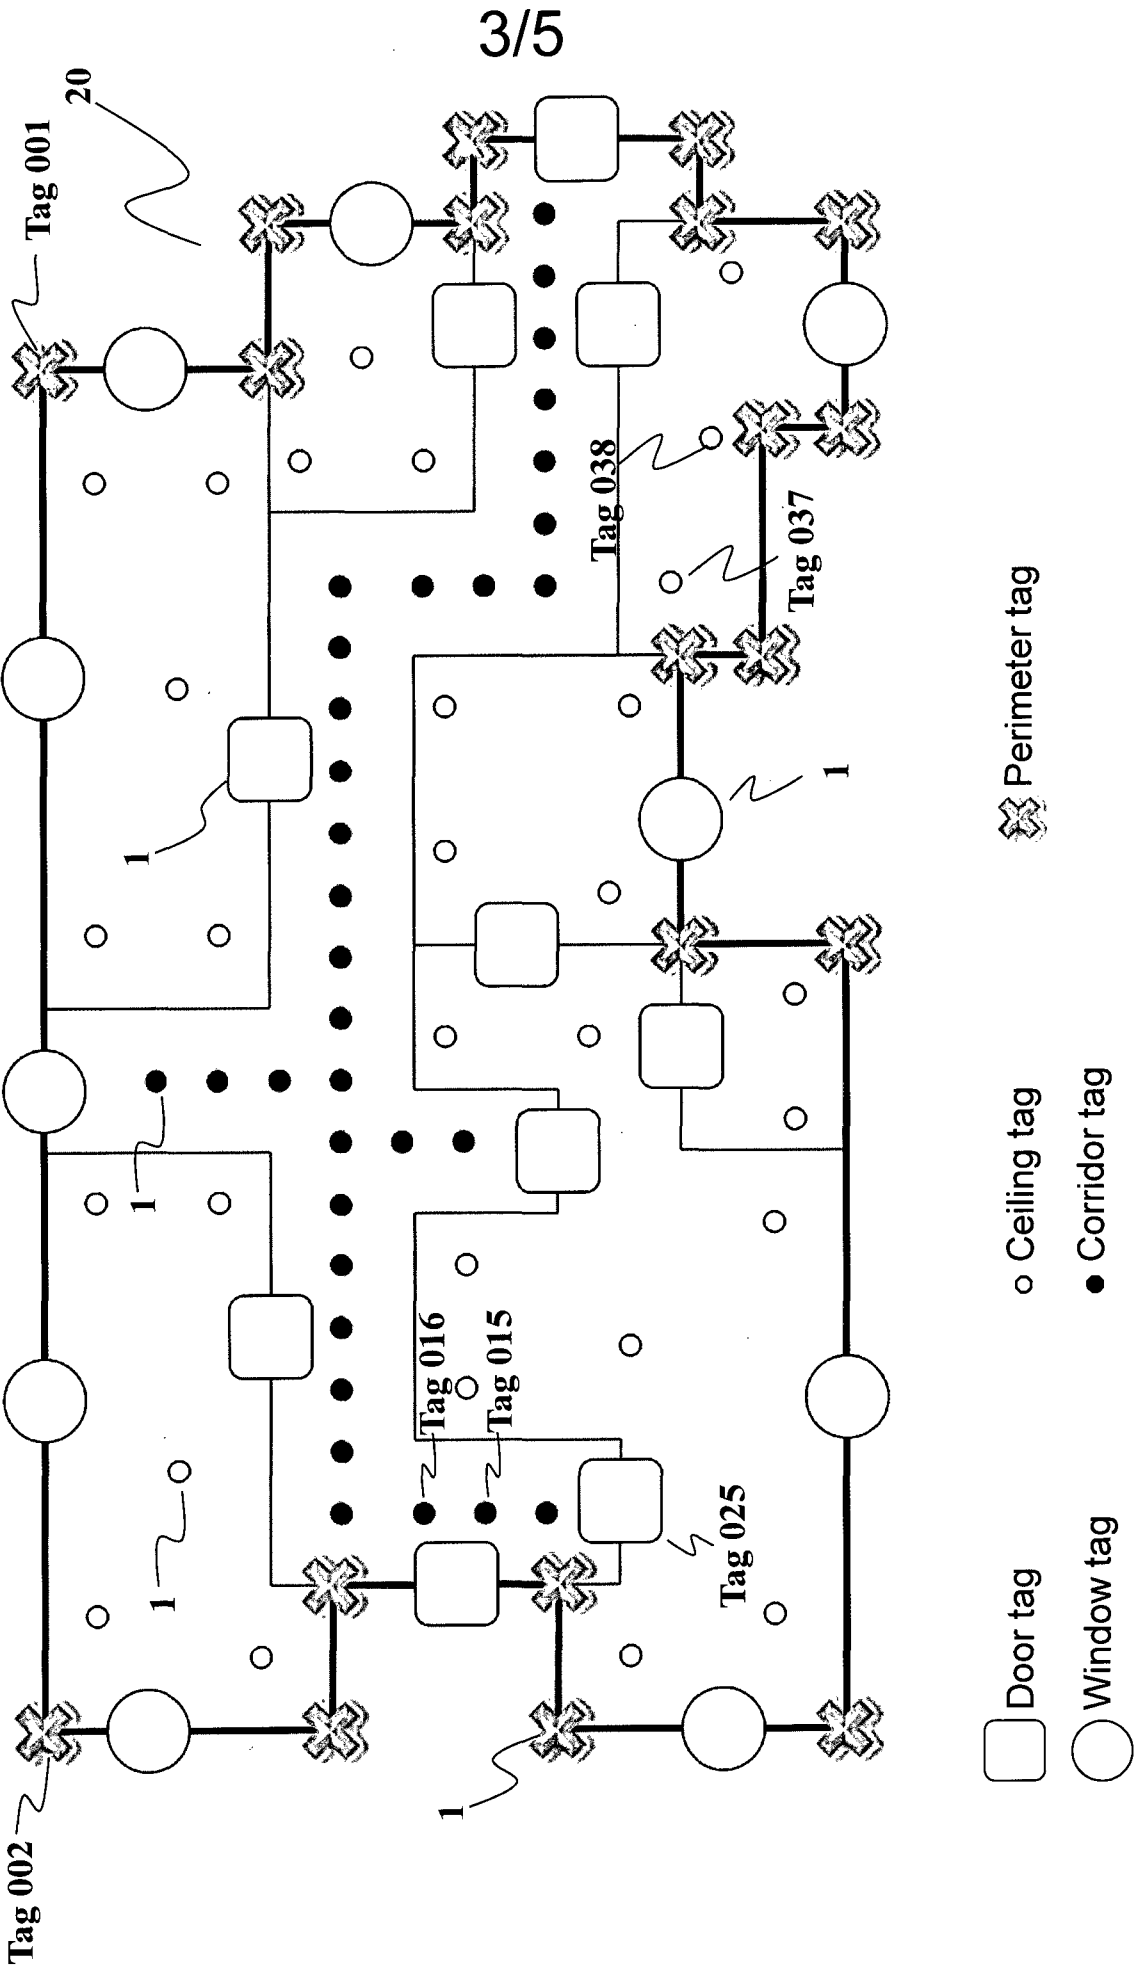 3/5
20
Tag 001
Tag 002
1
1
1
1
1
Tag 016
Tag 015
Tag 025
Tag 038
Tag 037
Door tag
Window tag
Ceiling tag
Corridor tag
Perimeter tag